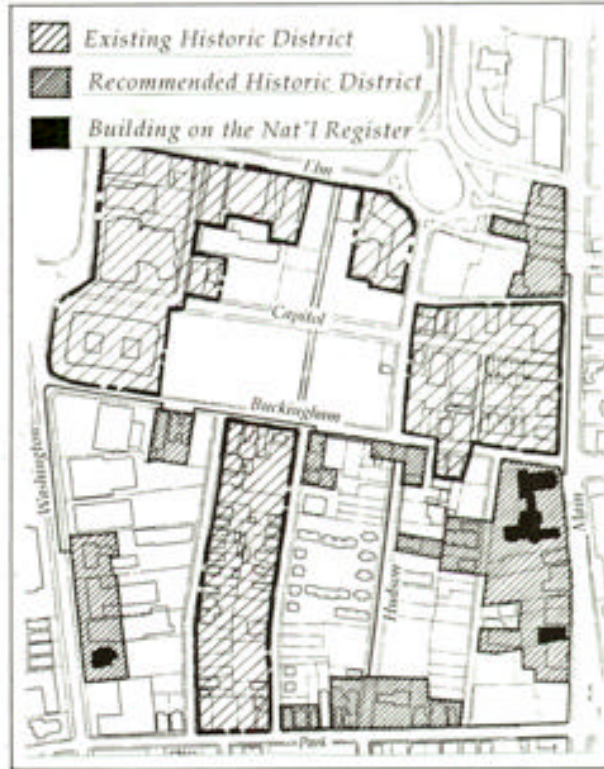 Existing Historic District
Recommended Historic District
Building on the Nat'l Register
Elm
Capitol
Buckingham
Washington
Main
Hudson
Park